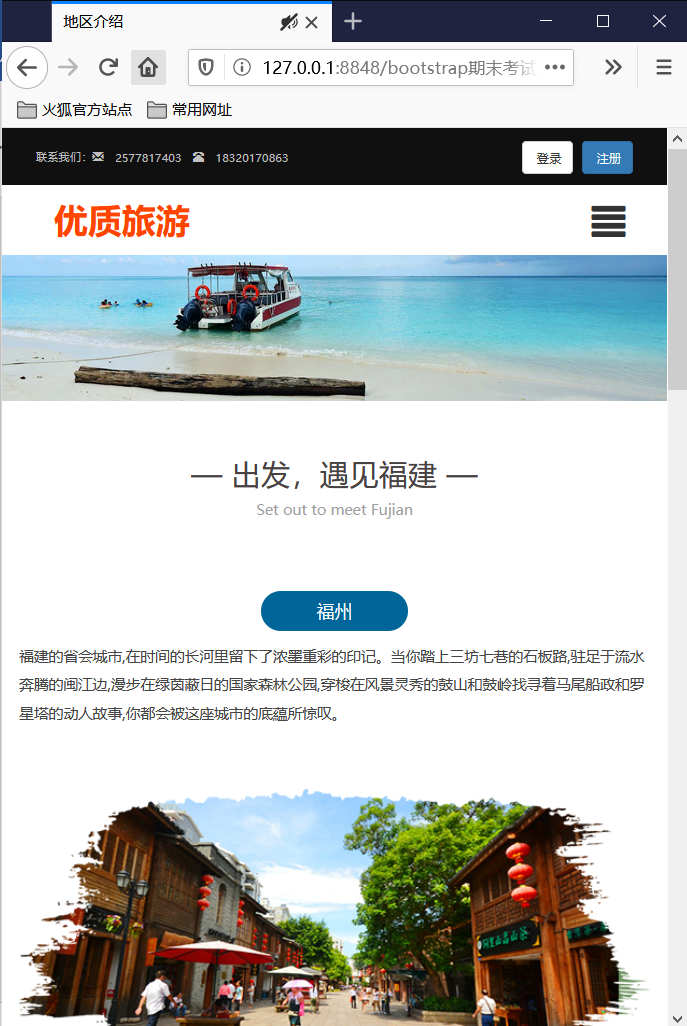 地区介绍
127.0.0.1:8848/bootstrap期末考试
火狐官方站点 常用网址
联系我们: 2577817403 18320170863
登录 注册
优质旅游
— 出发，遇见福建 —
Set out to meet Fujian
福州
福建的省会城市,在时间的长河里留下了浓墨重彩的印记。当你踏上三坊七巷的石板路,驻足于流水
奔腾的闽江边,漫步在绿茵蔽日的国家森林公园,穿梭在风景灵秀的鼓山和鼓岭找寻着马尾船政和罗
星塔的动人故事,你都会被这座城市的底蕴所惊叹。
阿里山高山茶